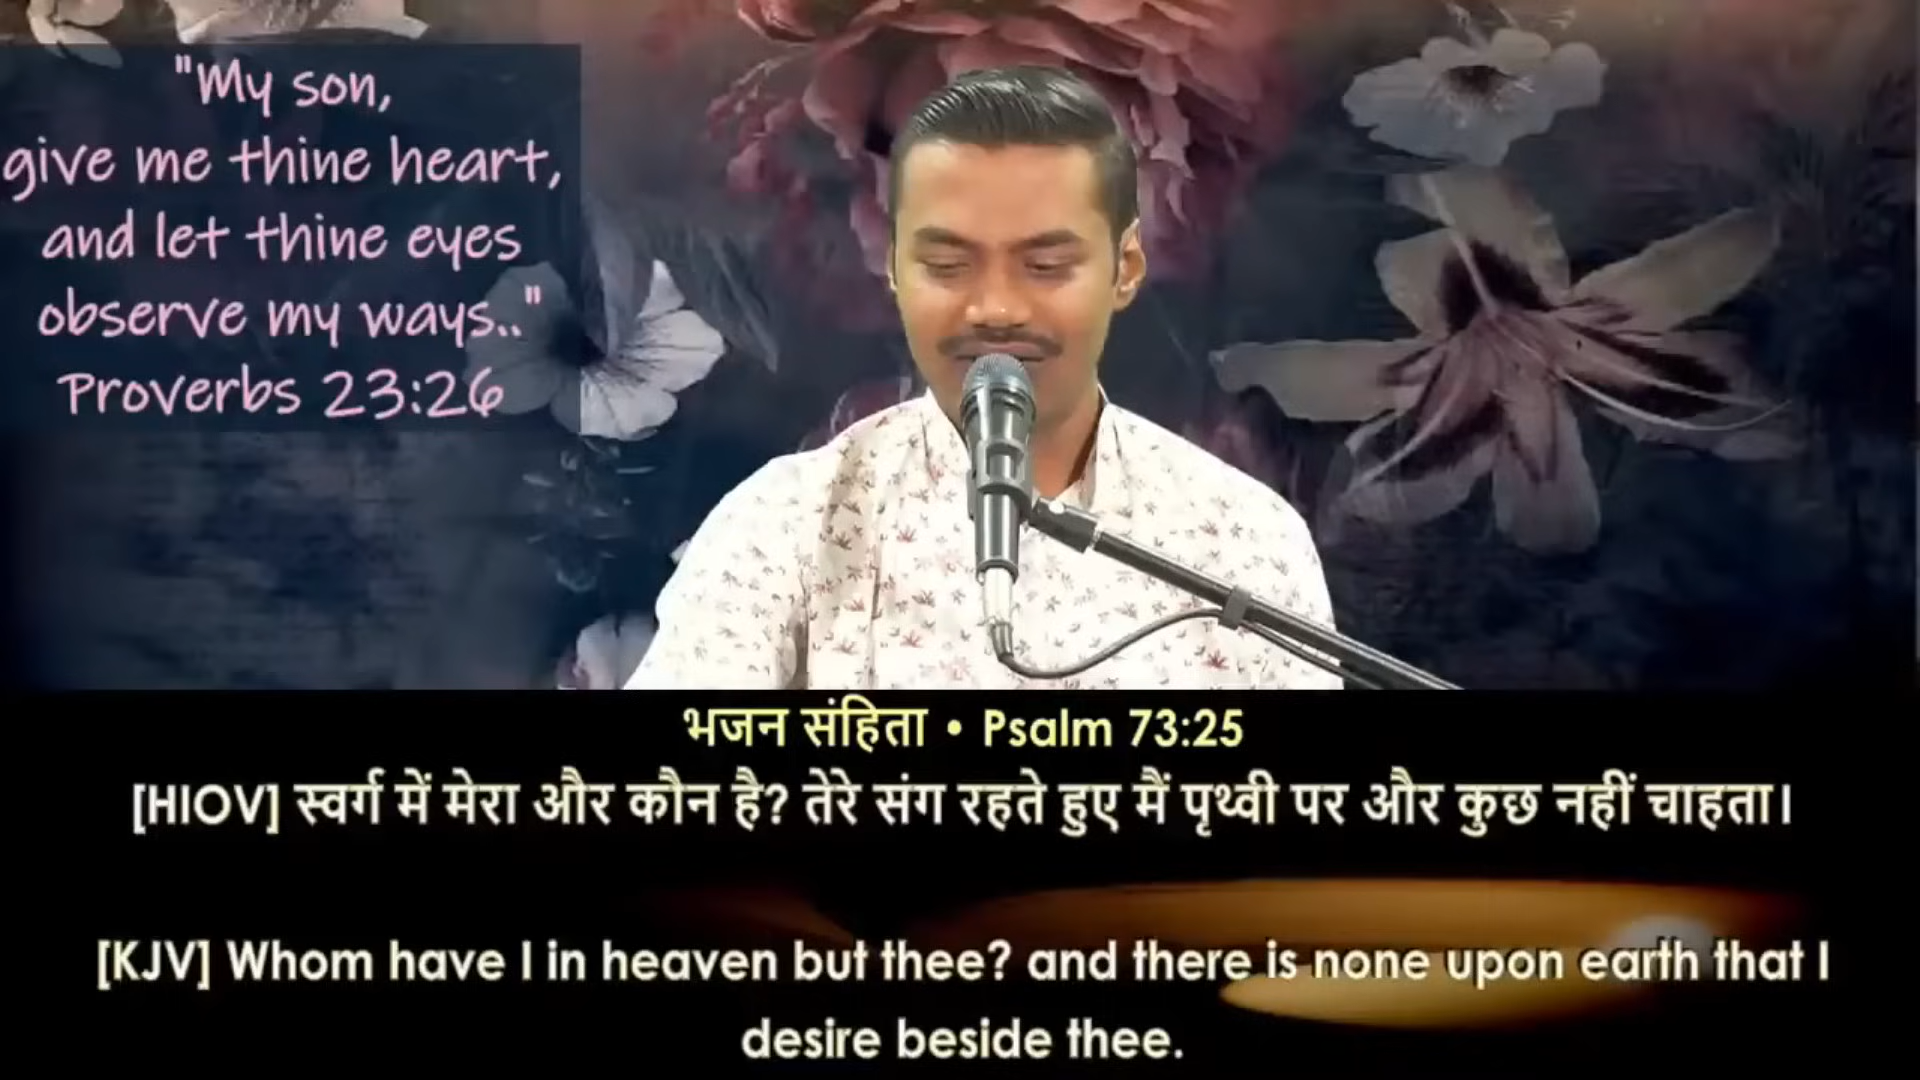 "My son,
give me thine heart,
and let thine eyes
observe my ways.."
Proverbs 23:26
भजन संहिता • Psalm 73:25
[HIOV] स्वर्ग में मेरा और कौन है? तेरे संग रहते हुए मैं पृथ्वी पर और कुछ नहीं चाहता।
[KJV] Whom have I in heaven but thee? and there is none upon earth that I
desire beside thee.